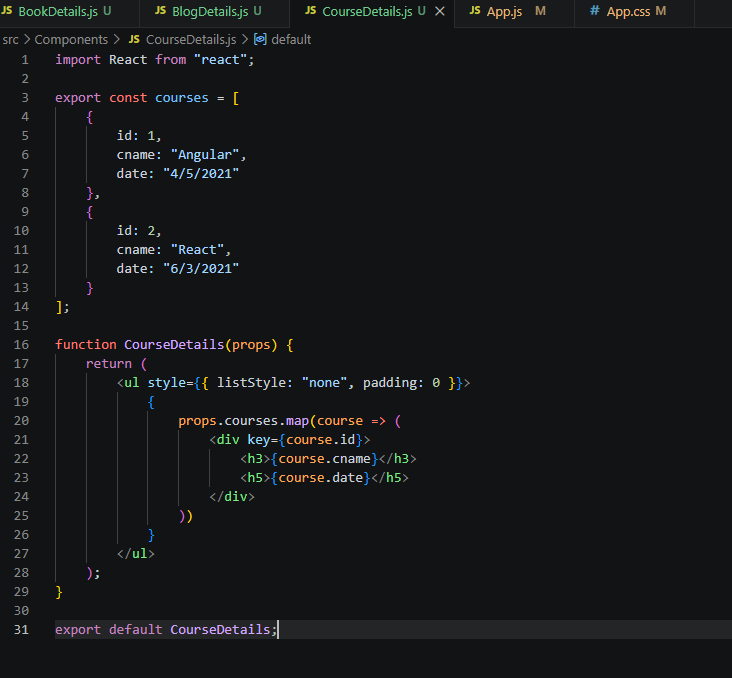 JS BookDetails.js U JS BlogDetails.js U JS CourseDetails.js U × JS App.js M # App.css M
src > Components > JS CourseDetails.js > default
1 import React from "react";
2
3 export const courses = [
4 {
5 id: 1,
6 cname: "Angular",
7 date: "4/5/2021"
8 },
9 {
10 id: 2,
11 cname: "React",
12 date: "6/3/2021"
13 }
14 ];
15
16 function CourseDetails(props) {
17 return (
18 <ul style={{ listStyle: "none", padding: 0 }}>
19 {
20 props.courses.map(course => (
21 <div key={course.id}>
22 <h3>{course.cname}</h3>
23 <h5>{course.date}</h5>
24 </div>
25 ))
26 }
27 </ul>
28 );
29 }
30
31 export default CourseDetails;